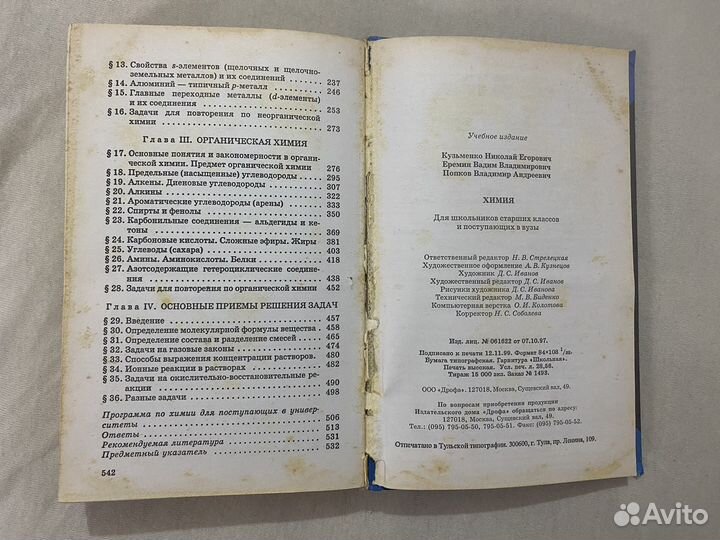 § 13. Свойства s-элементов (щелочных и щелочно-
земельных металлов) и их соединений 237
§ 14. Алюминий — типичный p-металл 246
§ 15. Главные переходные металлы (d-элементы)
и их соединения 253
§ 16. Задачи для повторения по неорганической
химии 273
Глава III. ОРГАНИЧЕСКАЯ ХИМИЯ
§ 17. Основные понятия и закономерности в органи-
ческой химии. Предмет органической химии 276
§ 18. Предельные (насыщенные) углеводороды 295
§ 19. Алкены. Диеновые углеводороды 307
§ 20. Алкины 322
§ 21. Ароматические углеводороды (арены) 333
§ 22. Спирты и фенолы 350
§ 23. Карбонильные соединения — альдегиды и ке-
тоны 369
§ 24. Карбоновые кислоты. Сложные эфиры. Жиры 381
§ 25. Углеводы (сахара) 403
§ 26. Амины. Аминокислоты. Белки 418
§ 27. Азотсодержащие гетероциклические соедине-
ния 438
§ 28. Задачи для повторения по органической химии 452
Глава IV. ОСНОВНЫЕ ПРИЕМЫ РЕШЕНИЯ ЗАДАЧ
§ 29. Введение 457
§ 30. Определение молекулярной формулы вещества 458
§ 31. Определение состава и разделение смесей 464
§ 32. Задачи на газовые законы 471
§ 33. Способы выражения концентрации растворов 476
§ 34. Ионные реакции в растворах 482
§ 35. Задачи на окислительно-восстановительные ре-
акции 490
§ 36. Разные задачи 498
Программа по химии для поступающих в универ-
ситеты 506
Ответы 513
Рекомендуемая литература 531
Предметный указатель 532
542
Учебное издание
Кузьменко Николай Егорович
Еремин Вадим Владимирович
Попков Владимир Андреевич
ХИМИЯ
Для школьников старших классов
и поступающих в вузы
Ответственный редактор Н. В. Стрелецкая
Художественное оформление А. В. Кузнецов
Художник Д. С. Иванов
Художественный редактор Д. С. Иванов
Рисунки художника Д. С. Иванова
Технический редактор М. В. Биденко
Компьютерная верстка О. И. Колотова
Корректор Н. С. Соболева
Изд. лиц. № 061622 от 07.10.97.
Подписано к печати 12.11.99. Формат 84×108 1/32.
Бумага типографская. Гарнитура «Школьная».
Печать высокая. Усл. печ. л. 28,56.
Тираж 15 000 экз. Заказ № 1493.
ООО «Дрофа». 127018, Москва, Сущевский вал, 49.
По вопросам приобретения продукции
Издательского дома «Дрофа» обращаться по адресу:
127018, Москва, Сущевский вал, 49.
Тел.: (095) 795-05-50, 795-05-51. Факс: (095) 795-05-52.
Отпечатано в Тульской типографии. 300600, г. Тула, пр. Ленина, 109.
Avito